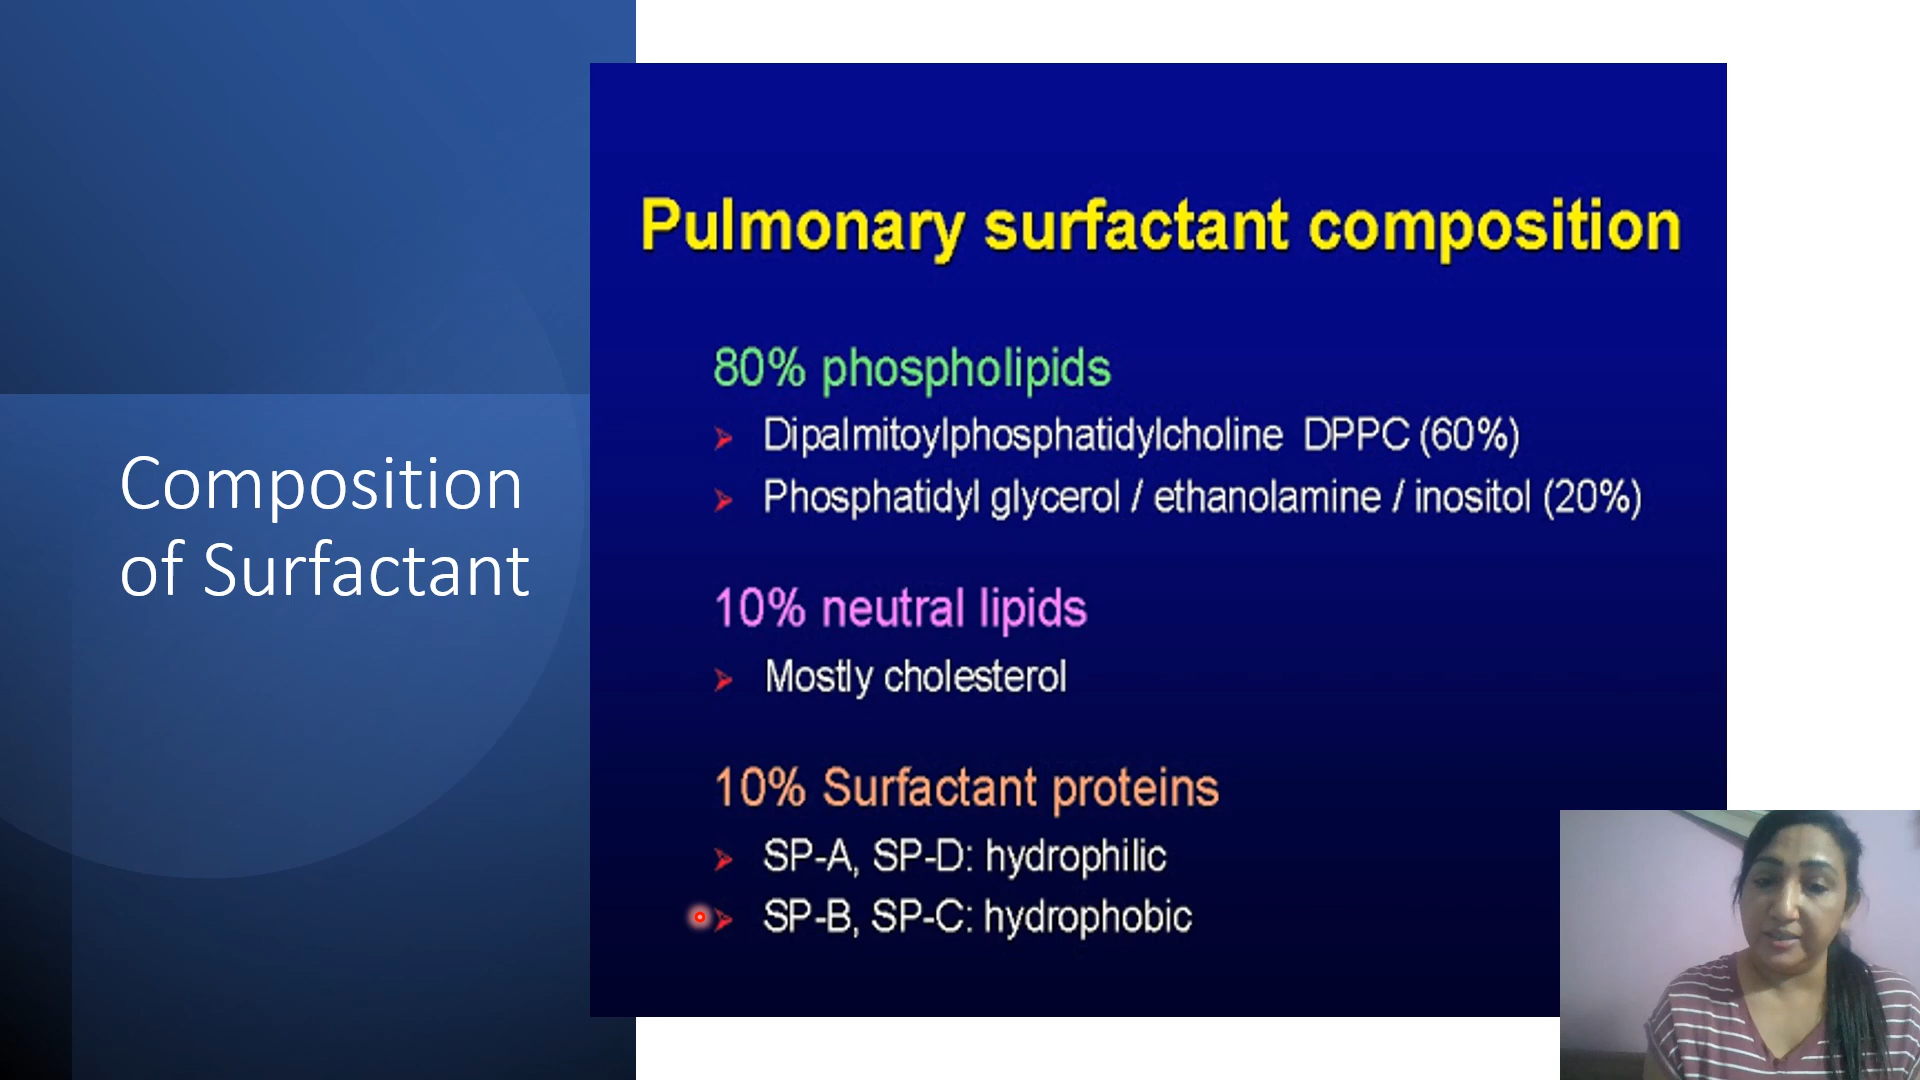 Composition
of Surfactant
Pulmonary surfactant composition
80% phospholipids
➢ Dipalmitoylphosphatidylcholine DPPC (60%)
➢ Phosphatidyl glycerol / ethanolamine / inositol (20%)
10% neutral lipids
➢ Mostly cholesterol
10% Surfactant proteins
➢ SP-A, SP-D: hydrophilic
➢ SP-B, SP-C: hydrophobic